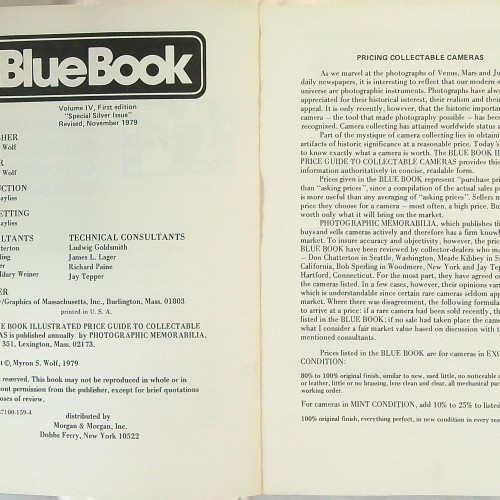 BlueBook
Volume IV, First edition
"Special Silver Issue"
Revised, November 1979
Wolf
Wolf
ayliss
ETTING
ayliss
TECHNICAL CONSULTANTS
Ludwig Goldsmith
James L. Lager
Richard Paine
Jay Tepper
Hilary Weiner
/Graphics of Massachusetts, Inc., Burlington, Mass. 01803
printed in U. S. A.
E BOOK ILLUSTRATED PRICE GUIDE TO COLLECTABLE
AS is published annually by PHOTOGRAPHIC MEMORABILIA,
351, Lexington, Mass. 02173.
©, Myron S. Wolf, 1979
reserved. This book may not be reproduced in whole or in
out permission from the publisher, except for brief quotations
oses of review.
87100-159-4
distributed by
Morgan & Morgan, Inc.
Dobbs Ferry, New York 10522
PRICING COLLECTABLE CAMERAS
As we marvel at the photographs of Venus, Mars and Ju
daily newspapers, it is interesting to reflect that our modern e
universe are photographic instruments. Photographs have alwa
appreciated for their historical interest, their realism and their
appeal. It is only recently, however, that the historic importan
camera – the tool that made photography possible – has bee
recognized. Camera collecting has attained worldwide status a
Part of the mystique of camera collecting lies in obtaini
artifacts of historic significance at a reasonable price. Today's
to know exactly what a camera is worth. The BLUE BOOK IL
PRICE GUIDE TO COLLECTABLE CAMERAS provides this
information authoritatively in concise, readable form.
Prices given in the BLUE BOOK represent "purchase pri
than "asking prices", since a compilation of the actual sales po
is more useful than any averaging of "asking prices". Sellers m
price they choose for a camera – most often, a high price. Bu
worth only what it will bring on the market.
PHOTOGRAPHIC MEMORABILIA, which publishes th
buys and sells cameras actively and therefore has a firm knowl
market. To insure accuracy and objectivity, however, the pric
BLUE BOOK have been reviewed by collector-dealers who ma
– Don Chatterton in Seattle, Washington, Meade Kibbey in Sa
California, Bob Sperling in Woodmere, New York and Jay Tep
Hartford, Connecticut. For the most part, they have agreed on
the cameras listed. In a few cases, however, their opinions vari
which is understandable since certain rare cameras seldom app
market. Where there was disagreement, the following formula
to arrive at a price: if a rare camera had been sold recently, th
listed in the BLUE BOOK; if no sale had taken place the came
what I consider a fair market value based on discussion with t
mentioned consultants.
Prices listed in the BLUE BOOK are for cameras in EXC
CONDITION:
80% to 100% original finish, similar to new, used little, no noticeable m
or leather, little or no brassing, lens clean and clear, all mechanical par
working order.
For cameras in MINT CONDITION, add 10% to 25% to listed
100% original finish, everything perfect, in new condition in every res